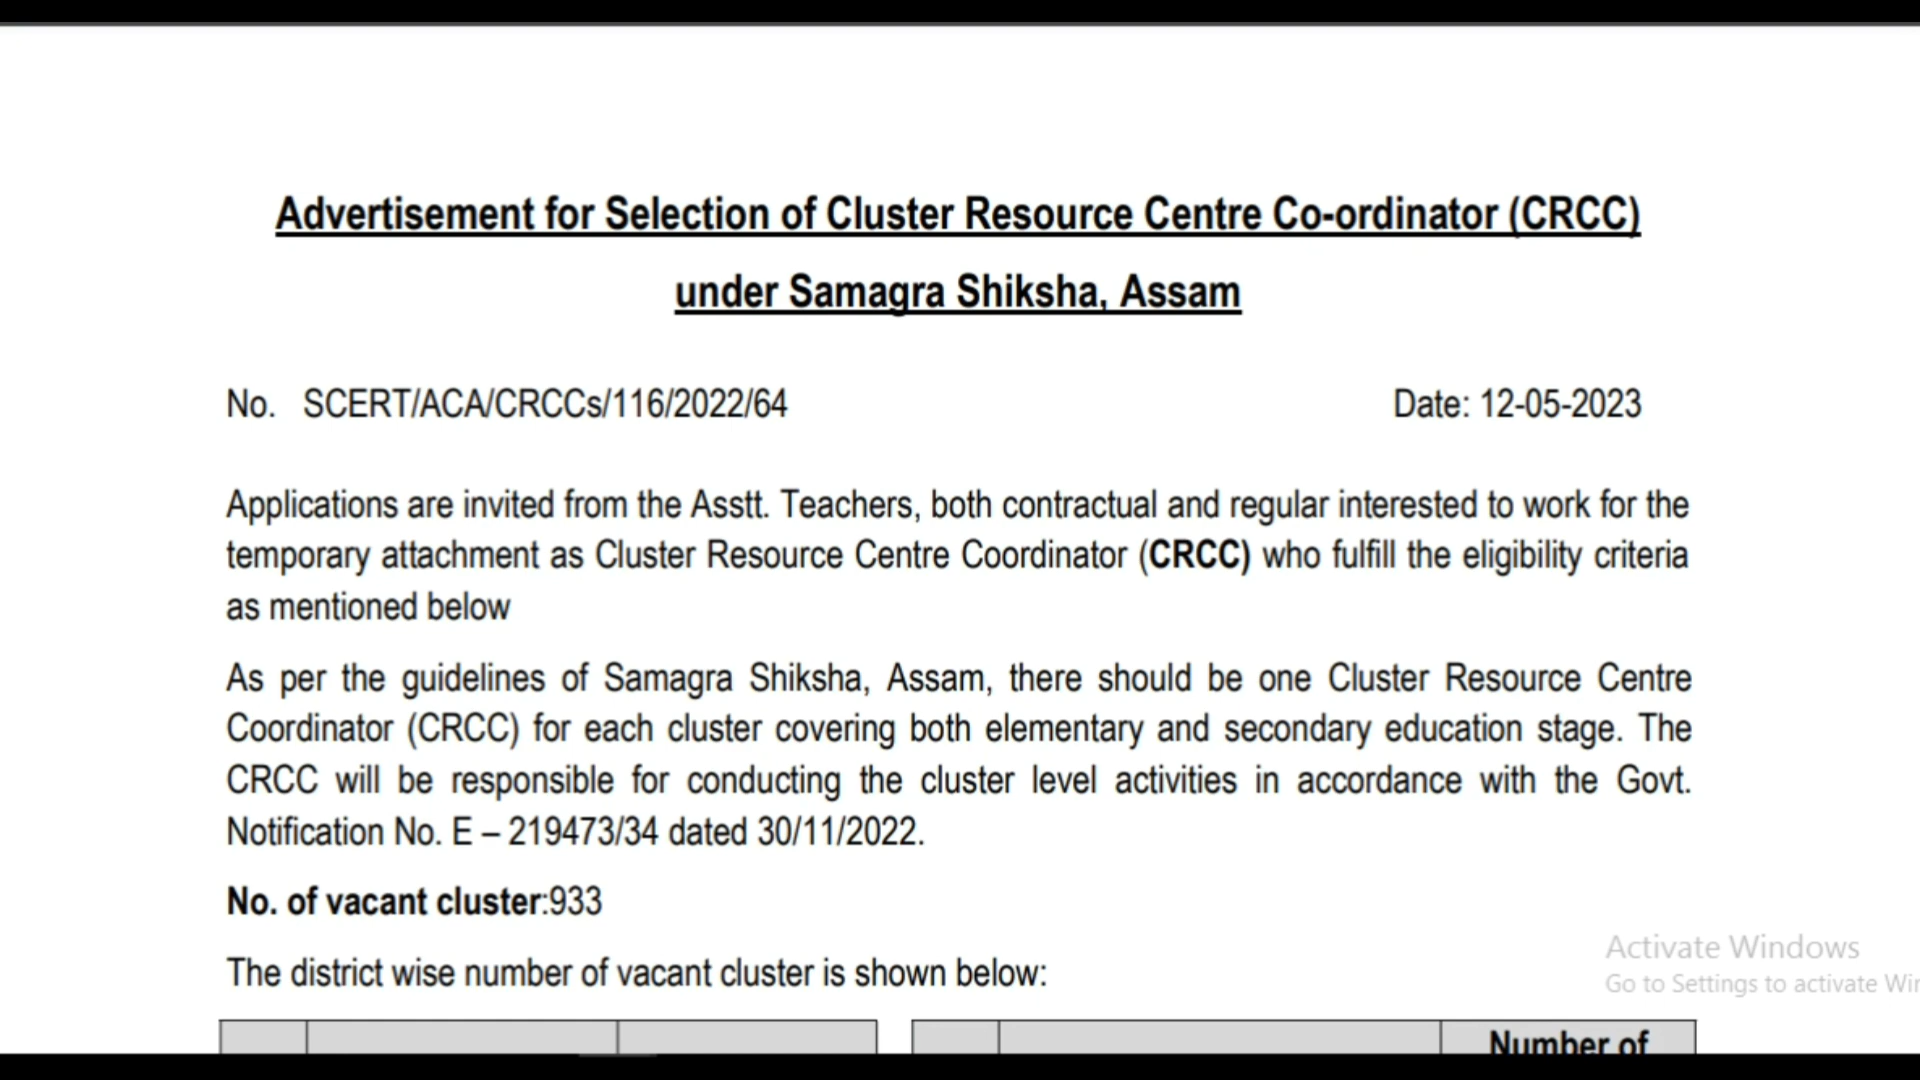 Advertisement for Selection of Cluster Resource Centre Co-ordinator (CRCC)
under Samagra Shiksha, Assam
No. SCERT/ACA/CRCCs/116/2022/64 Date: 12-05-2023
Applications are invited from the Asstt. Teachers, both contractual and regular interested to work for the
temporary attachment as Cluster Resource Centre Coordinator (CRCC) who fulfill the eligibility criteria
as mentioned below
As per the guidelines of Samagra Shiksha, Assam, there should be one Cluster Resource Centre
Coordinator (CRCC) for each cluster covering both elementary and secondary education stage. The
CRCC will be responsible for conducting the cluster level activities in accordance with the Govt.
Notification No. E – 219473/34 dated 30/11/2022.
No. of vacant cluster:933
The district wise number of vacant cluster is shown below:
Number of
Activate Windows
Go to Settings to activate Win